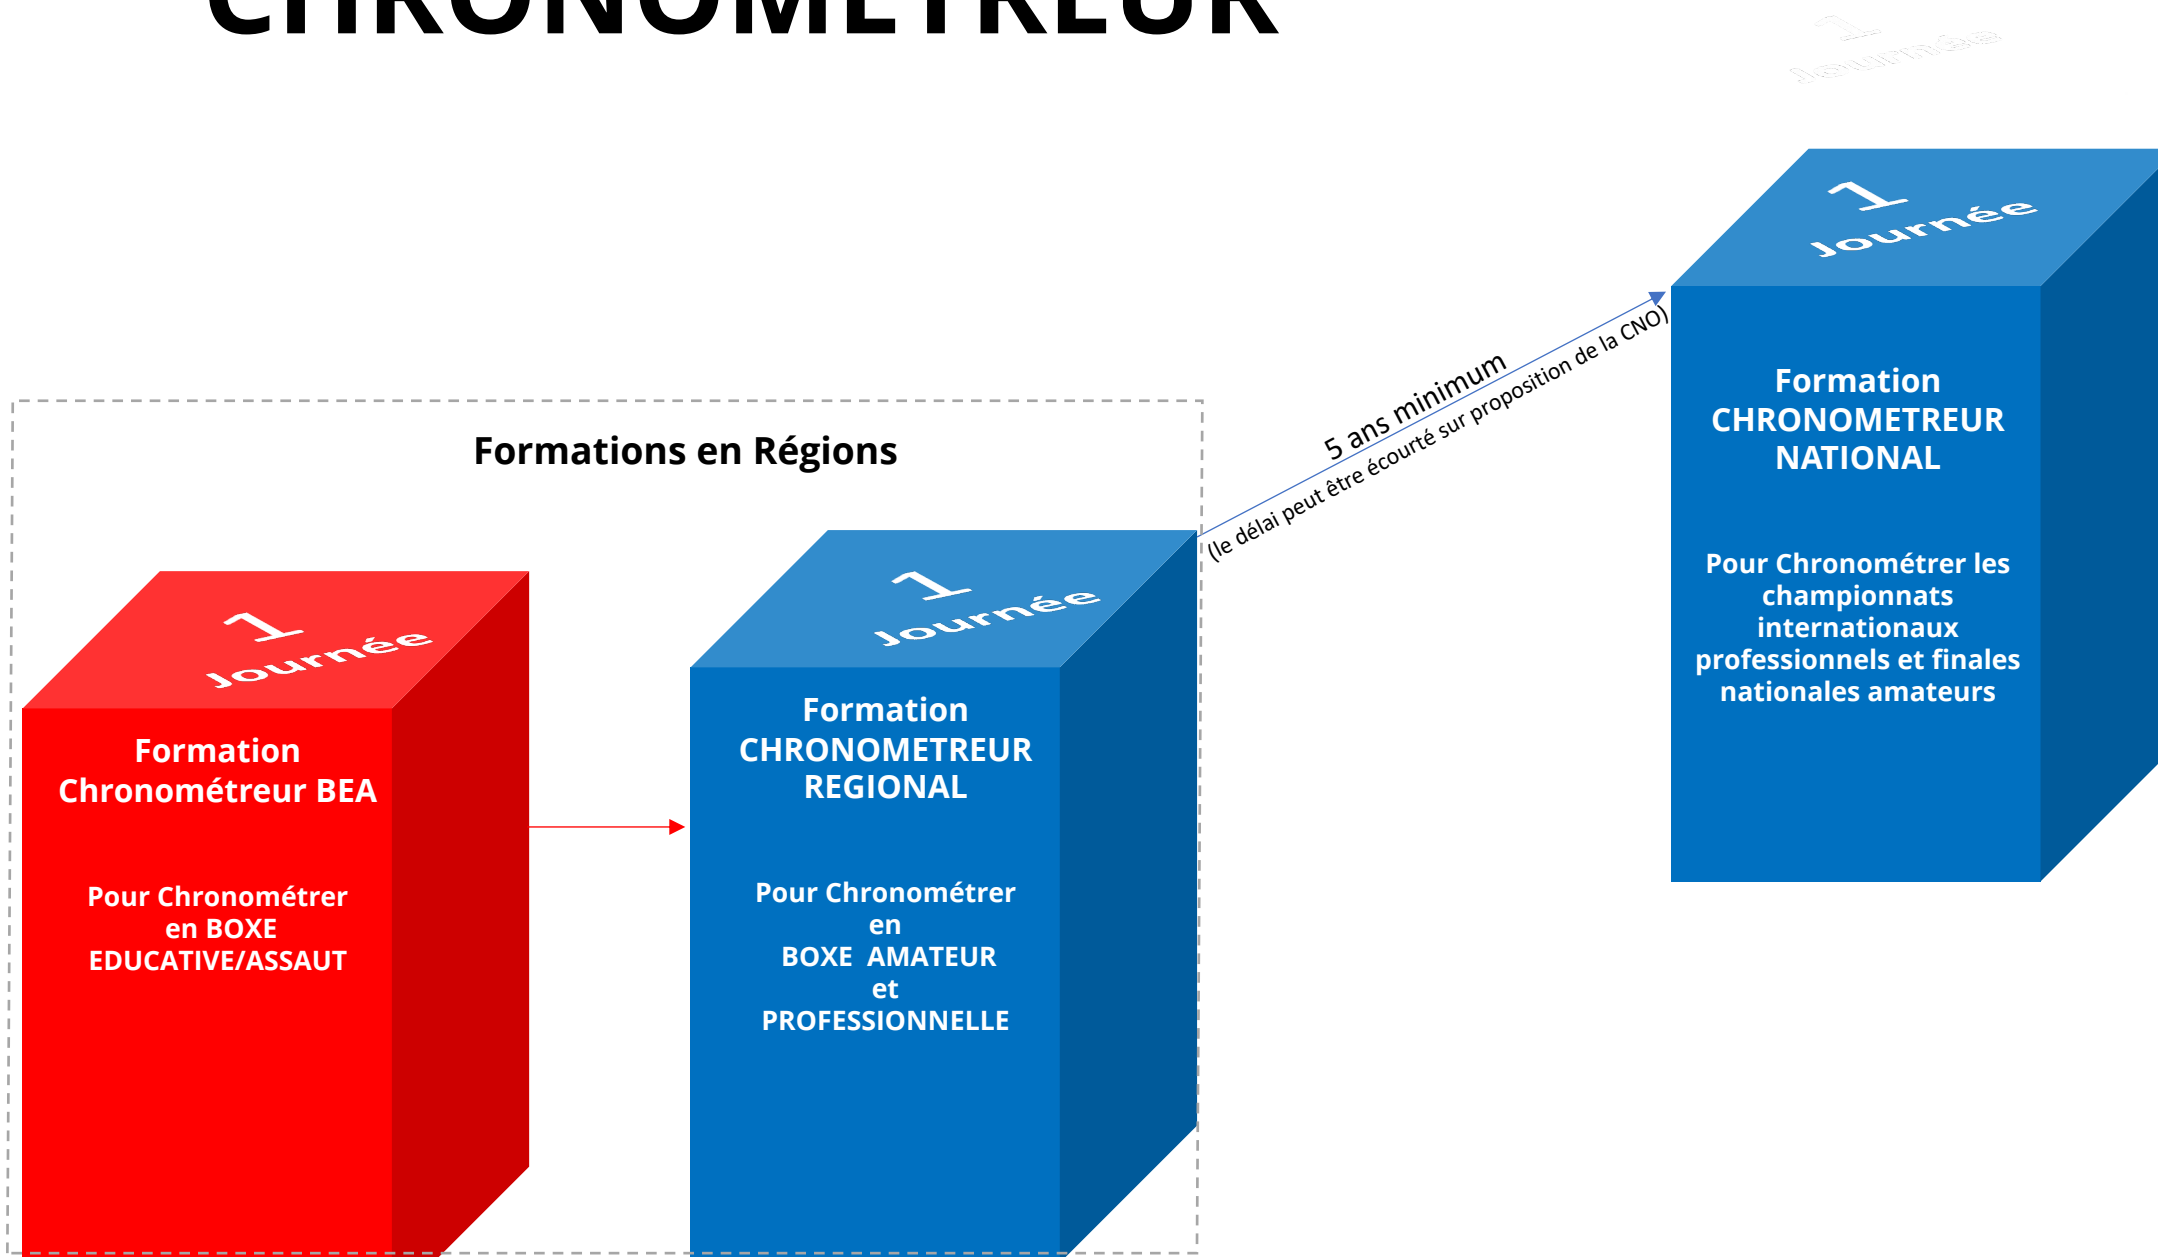 CHRONOMETREUR
1
Journée
1
Journée
Formation
CHRONOMETREUR
NATIONAL
Pour Chronométrer les
championnats
internationaux
professionnels et finales
nationales amateurs
5 ans minimum
(le délai peut être écourté sur proposition de la CNO)
Formations en Régions
1
Journée
Formation
Chronométreur BEA
Pour Chronométrer
en BOXE
EDUCATIVE/ASSAUT
1
Journée
Formation
CHRONOMETREUR
REGIONAL
Pour Chronométrer
en
BOXE  AMATEUR
et
PROFESSIONNELLE